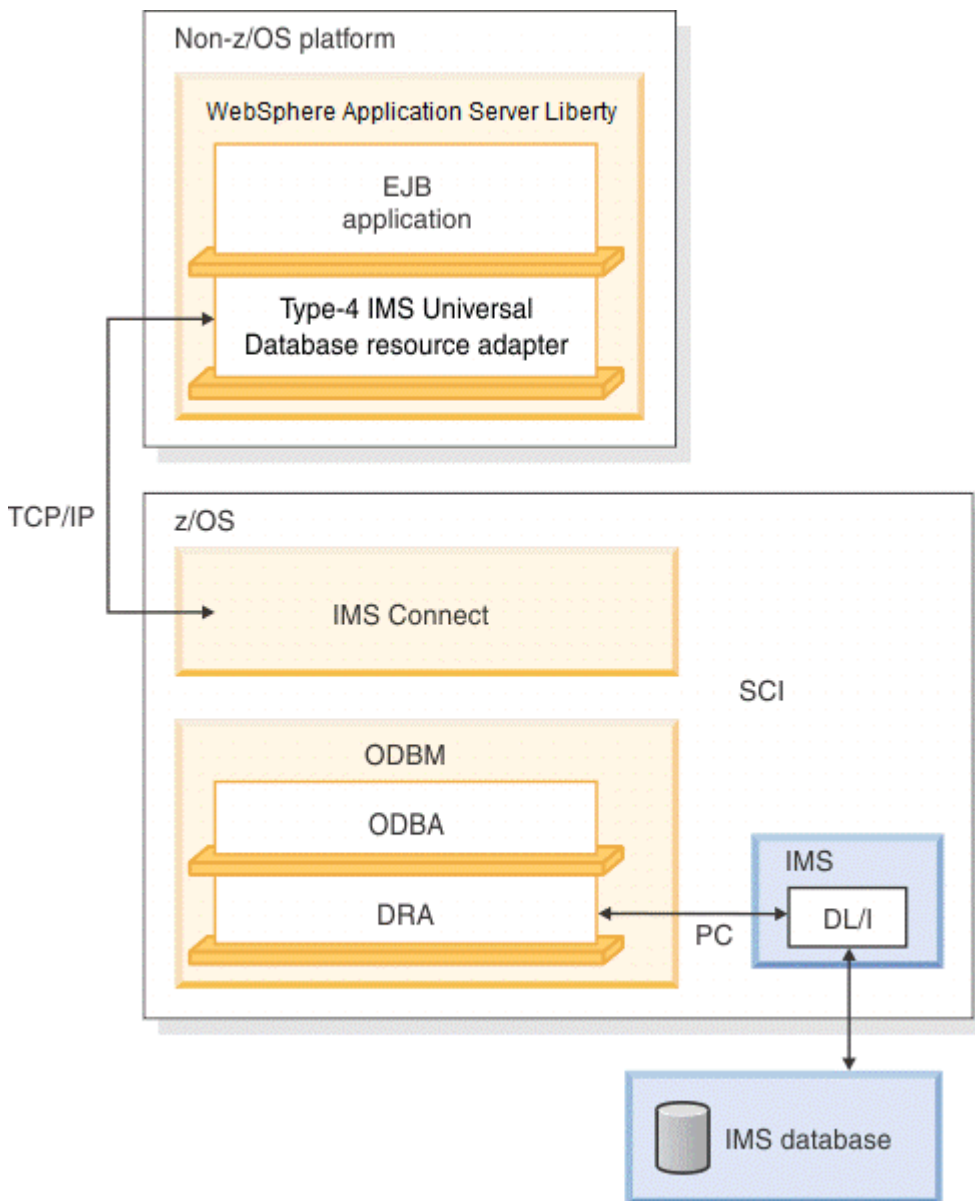 Non-z/OS platform
WebSphere Application Server Liberty
EJB
application
Type-4 IMS Universal
Database resource adapter
TCP/IP
z/OS
IMS Connect
SCI
ODBM
ODBA
DRA
PC
IMS
DL/I
IMS database